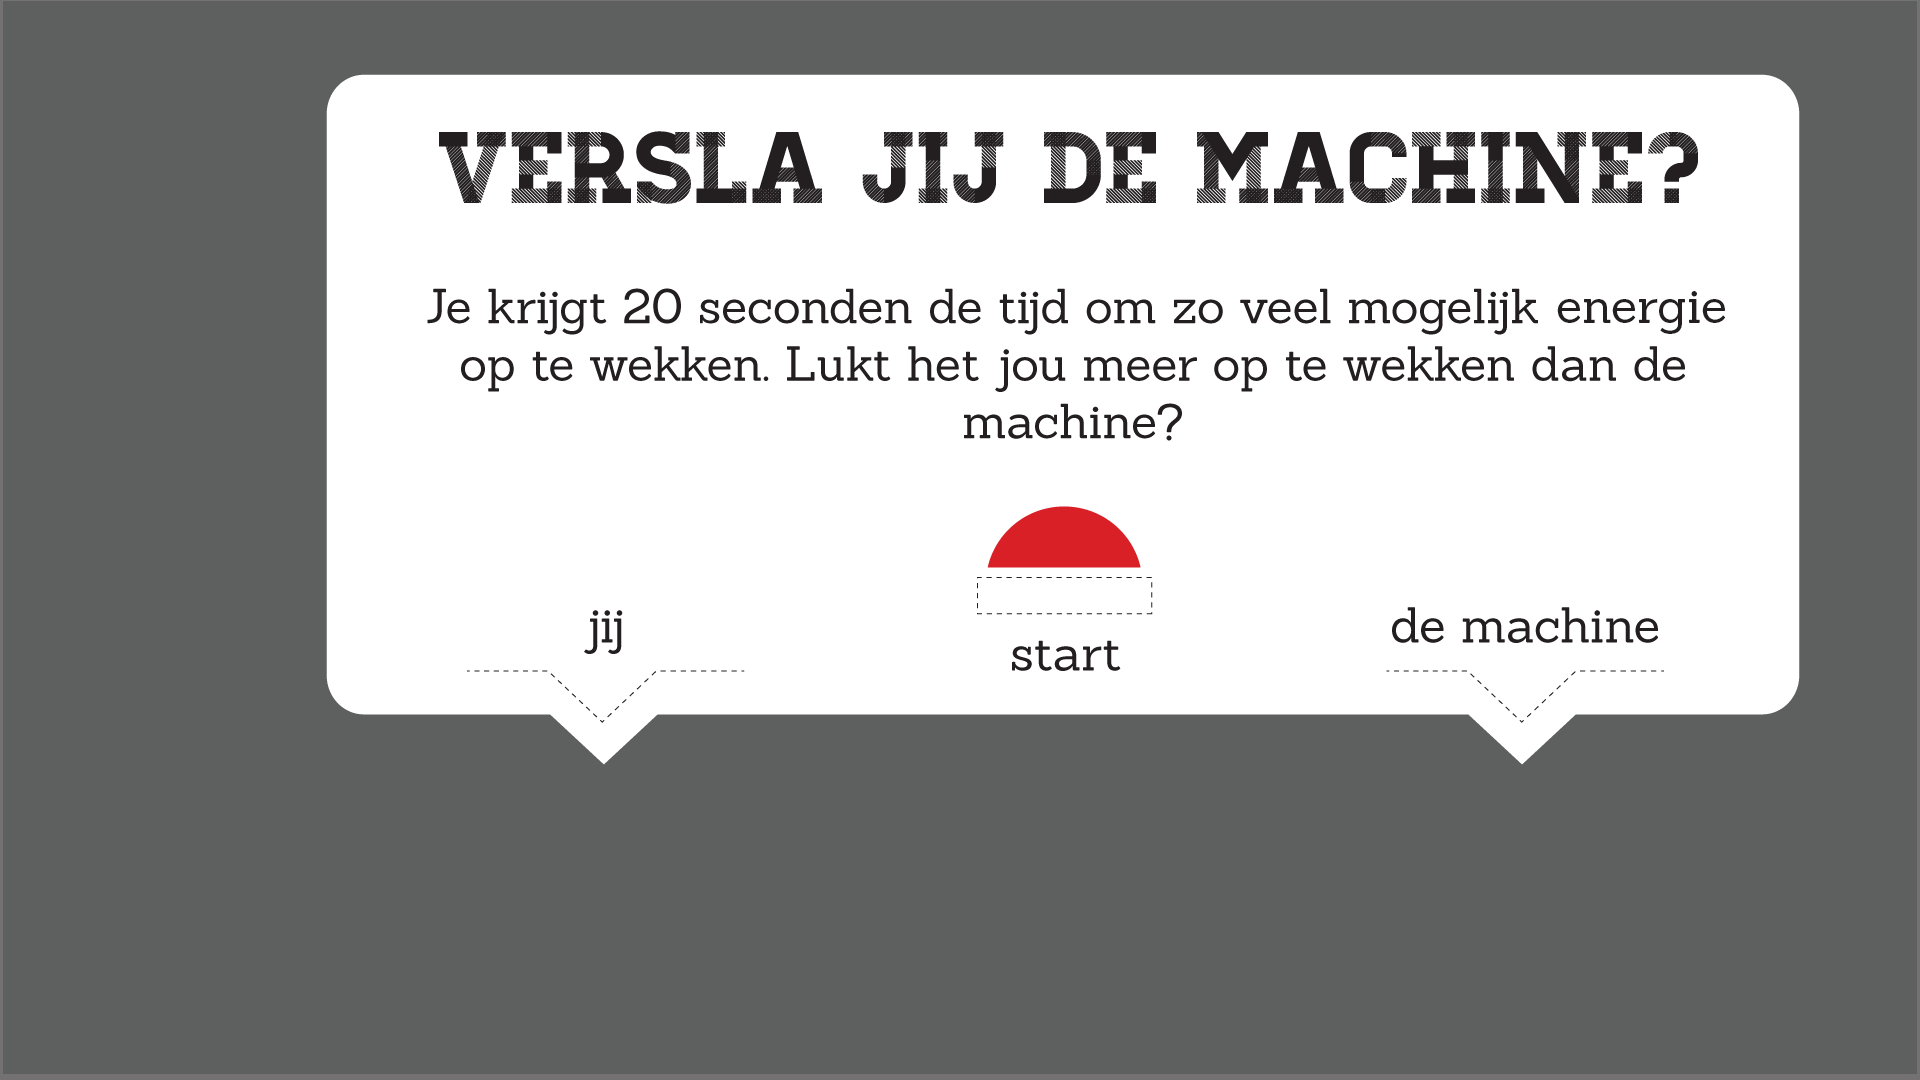 VERSLA JIJ DE MACHINE?
Je krijgt 20 seconden de tijd om zo veel mogelijk energie
op te wekken. Lukt het jou meer op te wekken dan de
machine?
jij
start
de machine